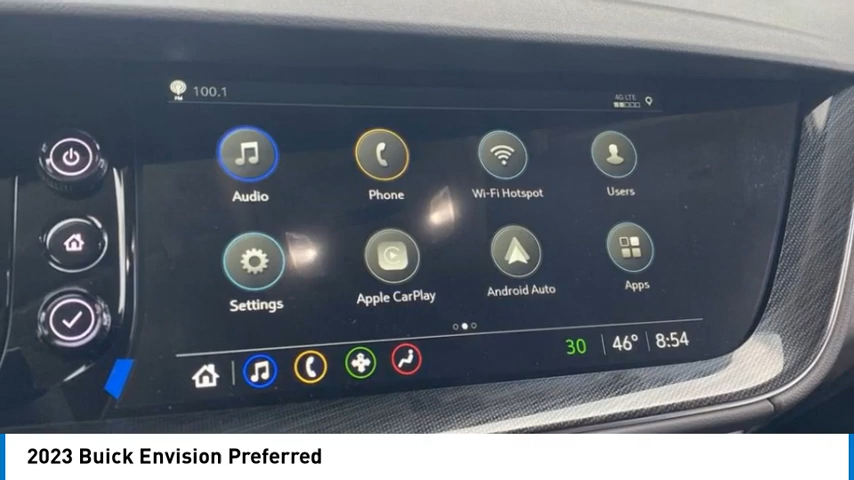 FM 100.1
4G LTE
Audio Phone Wi-Fi Hotspot Users
Settings Apple CarPlay Android Auto Apps
30 46° 8:54
2023 Buick Envision Preferred